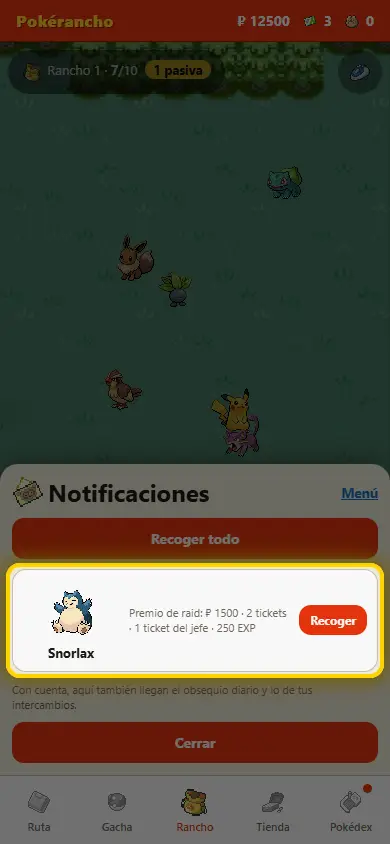 Pokérancho
₽ 12500
3
0
Rancho 1 · 7/10
1 pasiva
Notificaciones
Menú
Recoger todo
Snorlax
Premio de raid: ₽ 1500 · 2 tickets
· 1 ticket del jefe · 250 EXP
Recoger
Con cuenta, aquí también llegan el obsequio diario y lo de tus
intercambios.
Cerrar
Ruta
Gacha
Rancho
Tienda
Pokédex